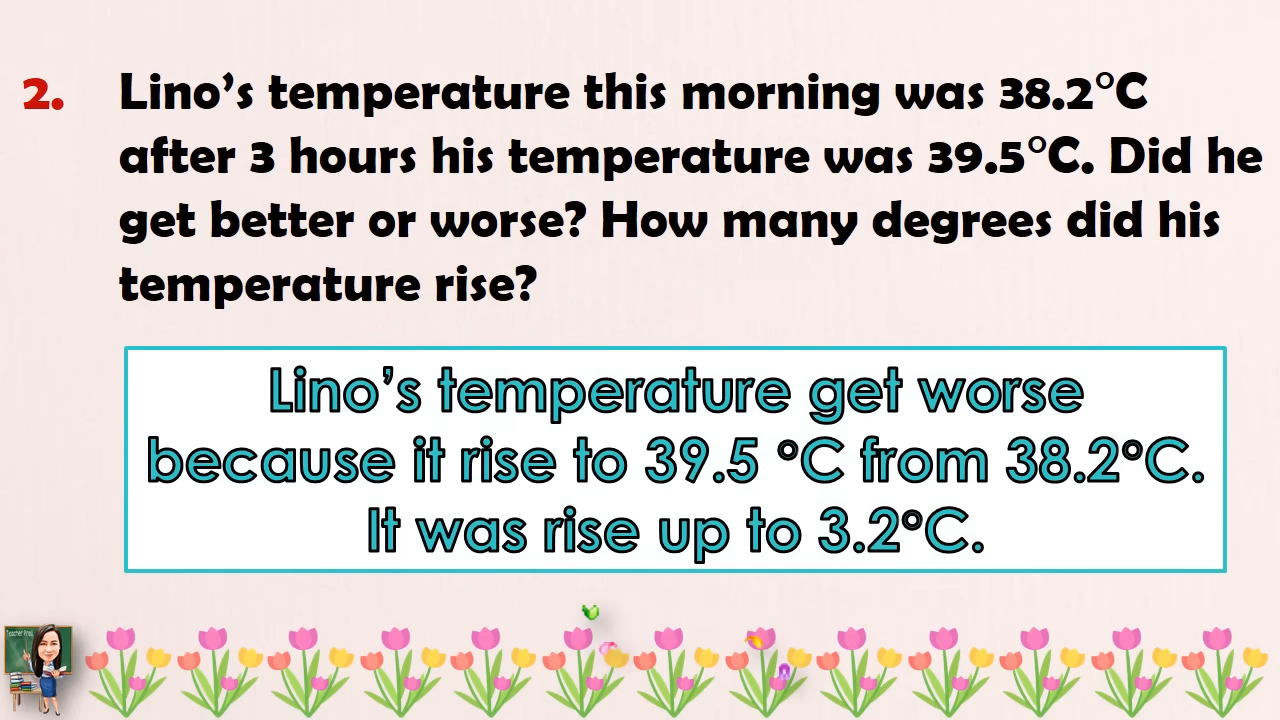 2. Lino’s temperature this morning was 38.2°C
after 3 hours his temperature was 39.5°C. Did he
get better or worse? How many degrees did his
temperature rise?
Lino’s temperature get worse
because it rise to 39.5 °C from 38.2°C.
It was rise up to 3.2°C.